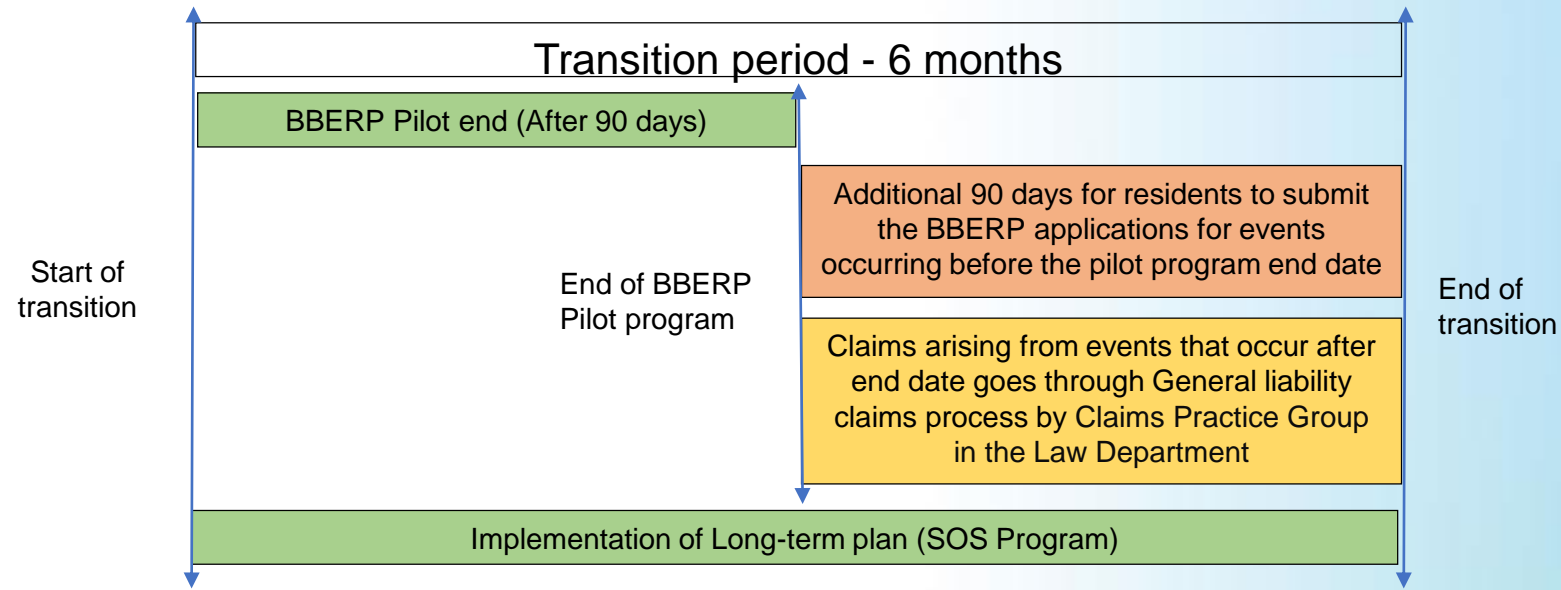 Transition period - 6 months
BBERP Pilot end (After 90 days)
Additional 90 days for residents to submit
the BBERP applications for events
occurring before the pilot program end date
Start of
transition
End of BBERP
Pilot program
End of
transition
Claims arising from events that occur after
end date goes through General liability
claims process by Claims Practice Group
in the Law Department
Implementation of Long-term plan (SOS Program)